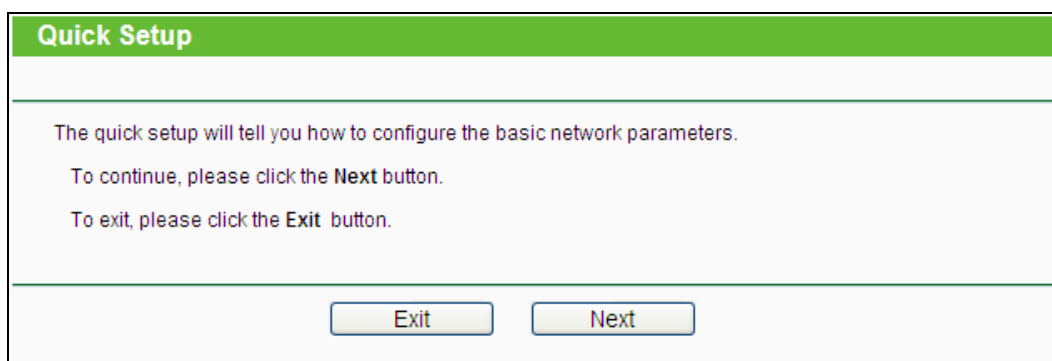 Quick Setup
The quick setup will tell you how to configure the basic network parameters.
To continue, please click the Next button.
To exit, please click the Exit button.
Exit Next